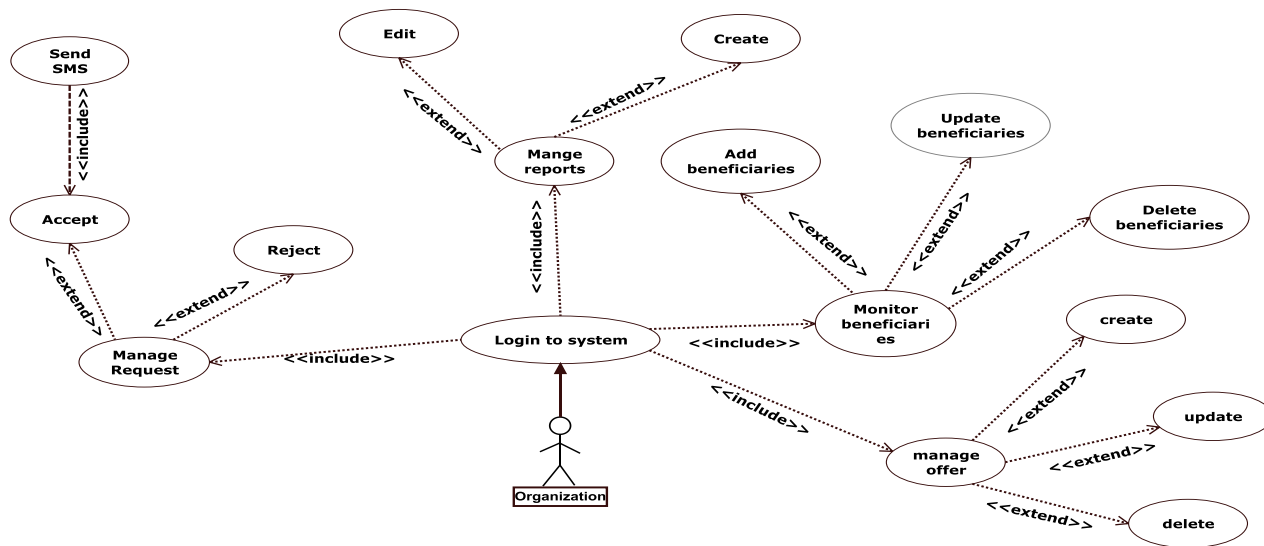 Edit
Create
Send
SMS
<<include>>
<<extend>>
<<extend>>
Update
beneficiaries
Mange
reports
Add
beneficiaries
Accept
Reject
<<include>>
<<extend>>
<<extend>>
<<extend>>
Delete
beneficiaries
<<extend>>
<<extend>>
Monitor
beneficiari
es
create
Manage
Request
<<include>>
Login to system
<<include>>
<<include>>
<<extend>>
update
manage
offer
<<extend>>
Organization
<<extend>>
delete